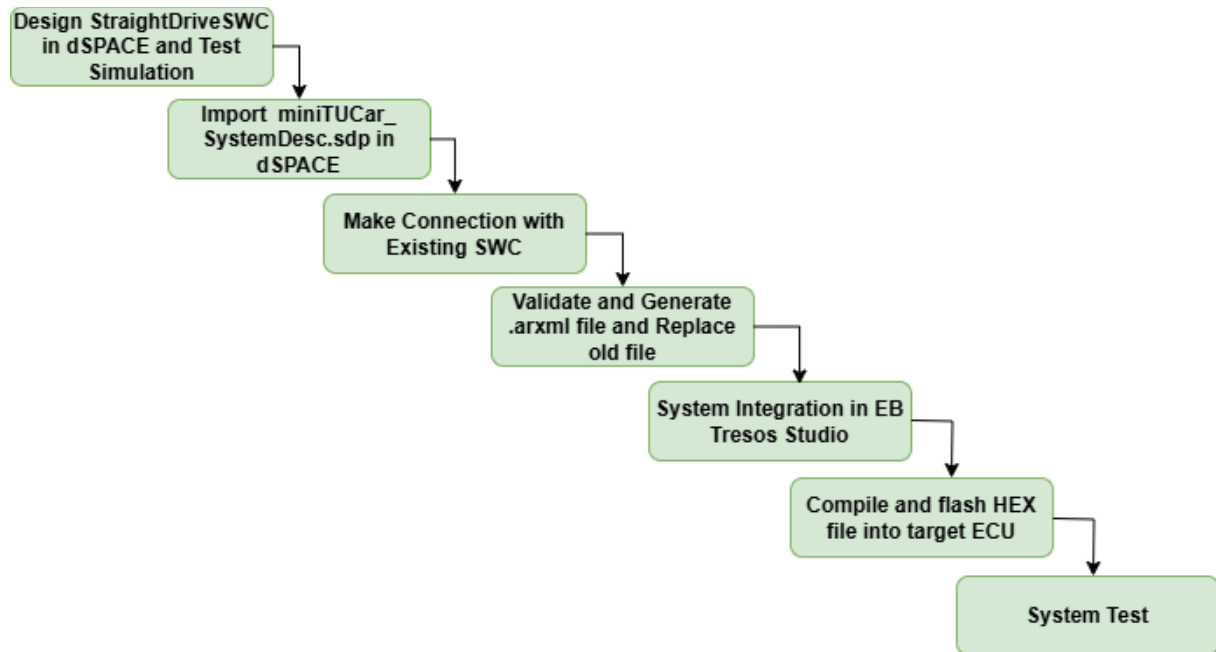 Design StraightDriveSWC
in dSPACE and Test
Simulation
Import miniTUCar_
SystemDesc.sdp in
dSPACE
Make Connection with
Existing SWC
Validate and Generate
.arxml file and Replace
old file
System Integration in EB
Tresos Studio
Compile and flash HEX
file into target ECU
System Test